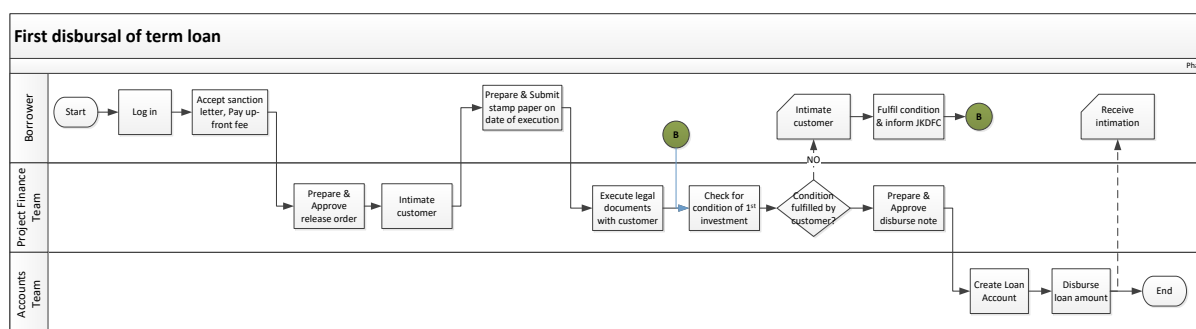 First disbursal of term loan
Pha
Borrower
Start
Log in
Accept sanction
letter, Pay up-
front fee
Prepare & Submit
stamp paper on
date of execution
B
Intimate
customer
Fulfil condition
& inform JKDFC
B
Receive
intimation
NO
Project Finance
Team
Prepare &
Approve
release order
Intimate
customer
Execute legal
documents
with customer
Check for
condition of 1st
investment
Condition
fulfilled by
customer?
Prepare &
Approve
disburse note
Accounts
Team
Create Loan
Account
Disburse
loan amount
End